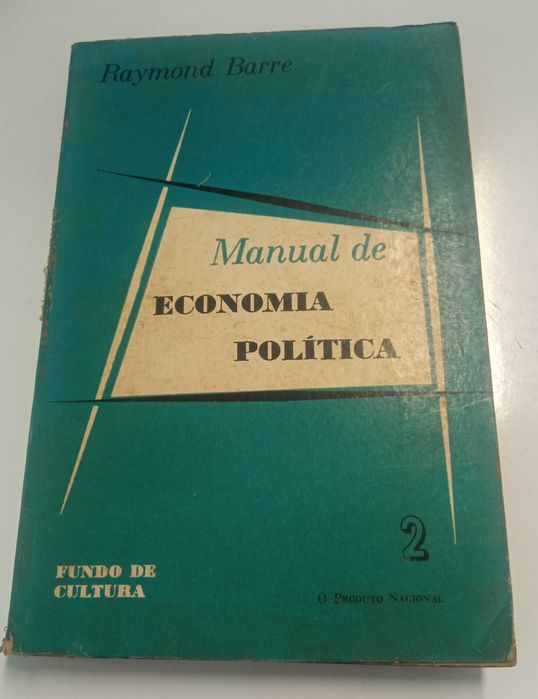 Raymond Barre
Manual de
ECONOMIA
POLÍTICA
2
FUNDO DE
CULTURA
O PRODUTO NACIONAL